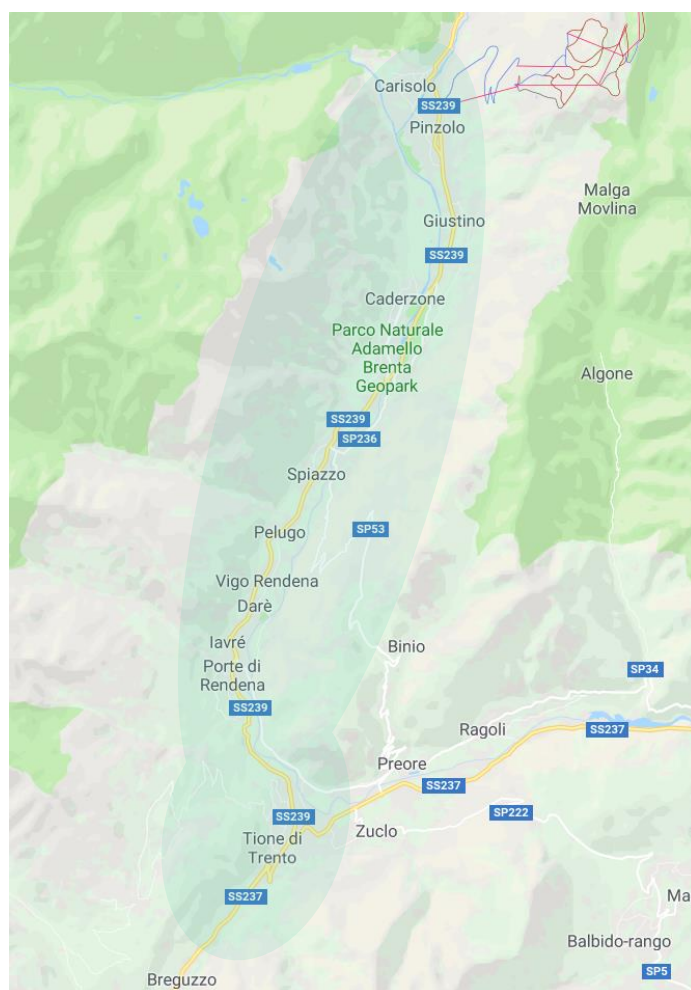 Carisolo
SS239
Pinzolo
Malga
Movlina
Giustino
SS239
Caderzone
Parco Naturale
Adamello
Brenta
Geopark
Algone
SS239
SP236
Spiazzo
SP53
Pelugo
Vigo Rendena
Darè
Iavré
Binio
Porte di
Rendena
SP34
SS239
Ragoli
SS237
Preore
SS237
SP222
SS239
Zuclo
Tione di
Trento
SS237
Ma
Balbido-rango
SP5
Breguzzo